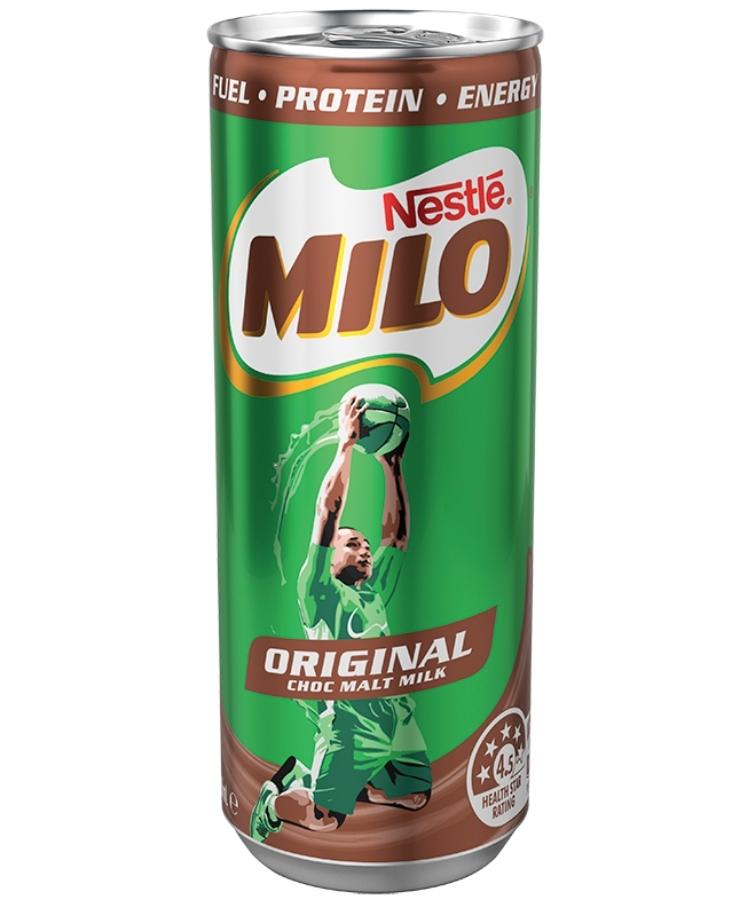 FUEL • PROTEIN • ENERGY
Nestlé®
MILO
ORIGINAL
CHOC MALT MILK
4.5
HEALTH STAR
RATING